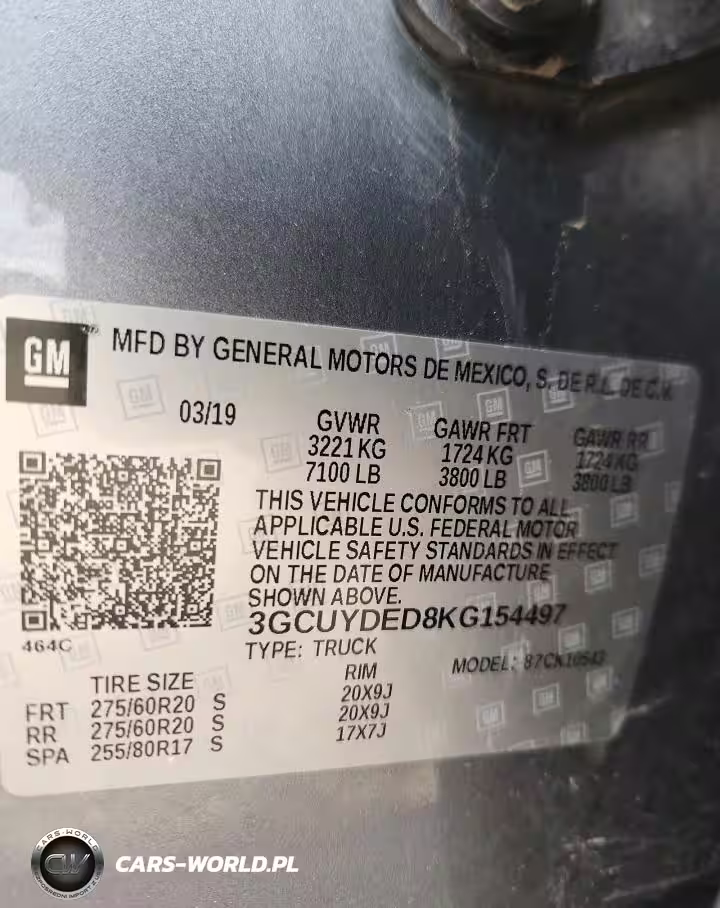 GM
MFD BY GENERAL MOTORS DE MEXICO, S. DE R.L. DE C.V.
03/19
GVWR GAWR FRT GAWR RR
3221 KG 1724 KG 1724 KG
7100 LB 3800 LB 3800 LB
THIS VEHICLE CONFORMS TO ALL
APPLICABLE U.S. FEDERAL MOTOR
VEHICLE SAFETY STANDARDS IN EFFECT
ON THE DATE OF MANUFACTURE
SHOWN ABOVE.
3GCUYDED8KG154497
464C
TYPE: TRUCK MODEL: 87CK10543
TIRE SIZE RIM
FRT 275/60R20 S 20X9J
RR 275/60R20 S 20X9J
SPA 255/80R17 S 17X7J
CARS-WORLD
CARS-WORLD.PL